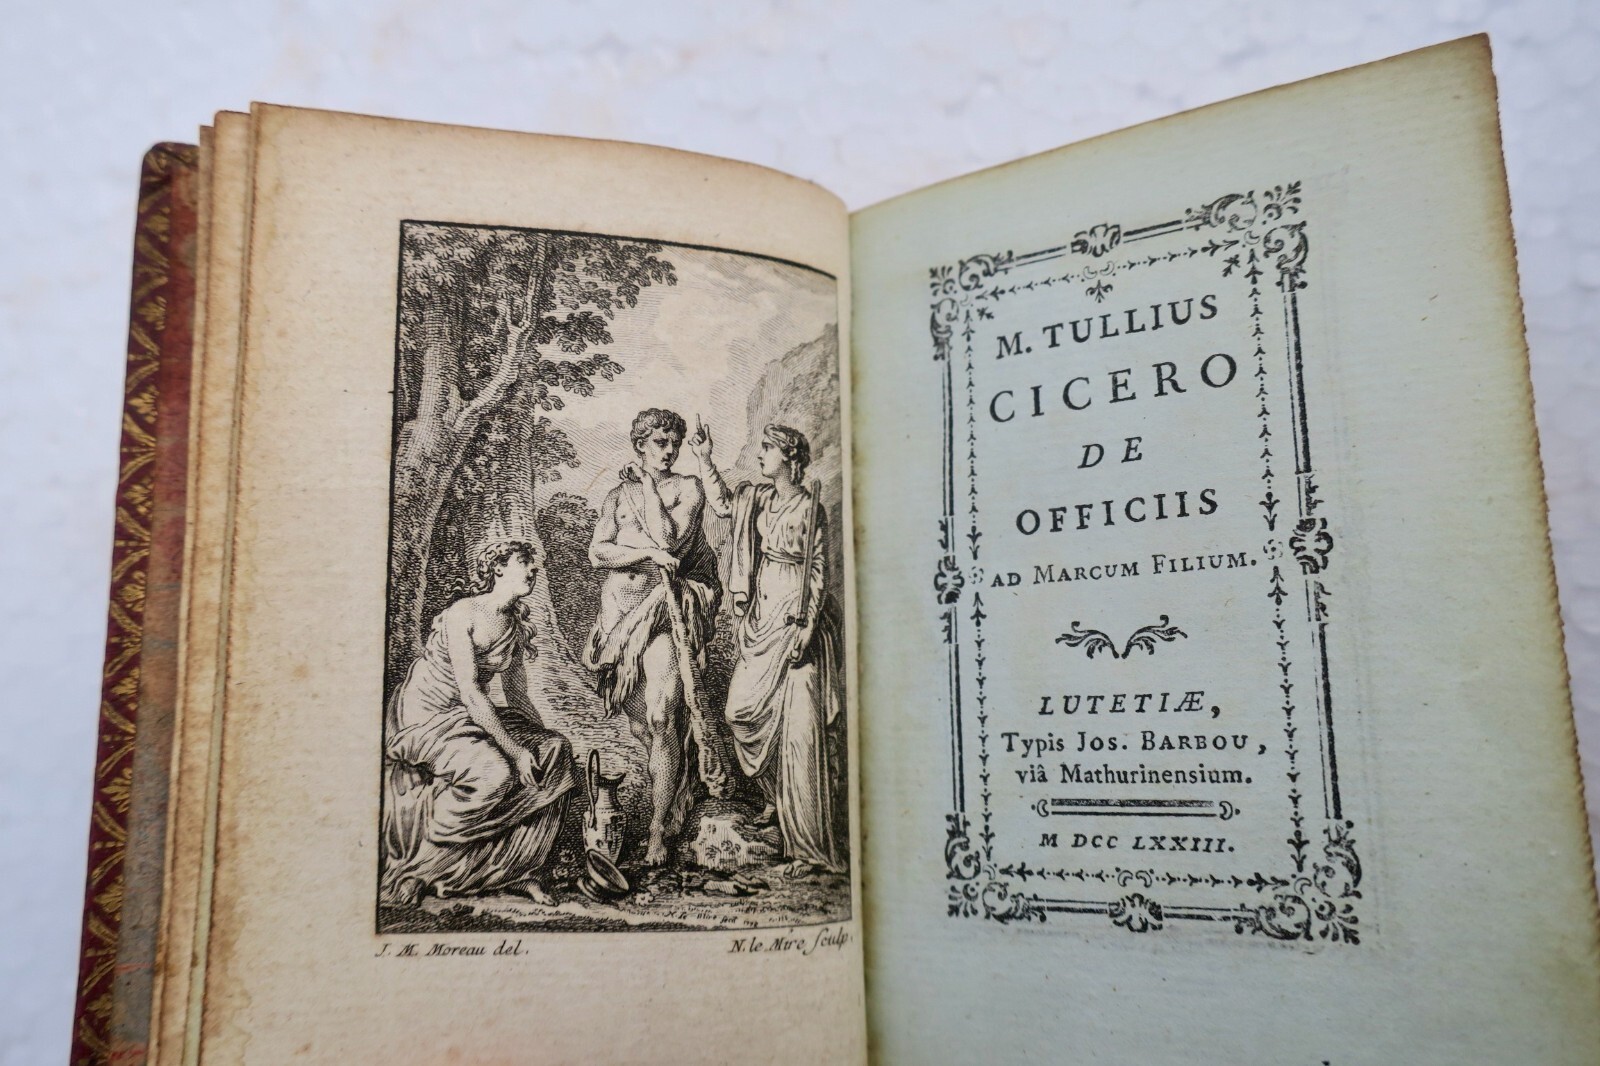 J. M. Moreau del.
N. le Mire Sculp.
M. TULLIUS
CICERO
DE
OFFICIIS
AD MARCUM FILIUM.
LUTETIÆ,
Typis Jos. BARBOU,
viâ Mathurinensium.
M DCC LXXIII.